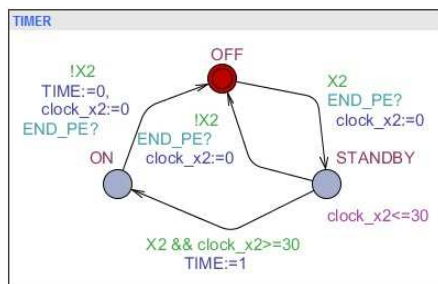 TIMER
OFF
!X2
TIME:=0,
clock_x2:=0
END_PE?
X2
END_PE?
clock_x2:=0
!X2
END_PE?
clock_x2:=0
ON
STANDBY
clock_x2<=30
X2 && clock_x2>=30
TIME:=1